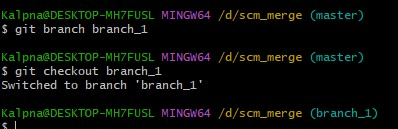 Kalpna@DESKTOP-MH7FUSL MINGW64 /d/scm_merge (master)
$ git branch branch_1
Kalpna@DESKTOP-MH7FUSL MINGW64 /d/scm_merge (master)
$ git checkout branch_1
Switched to branch 'branch_1'
Kalpna@DESKTOP-MH7FUSL MINGW64 /d/scm_merge (branch_1)
$